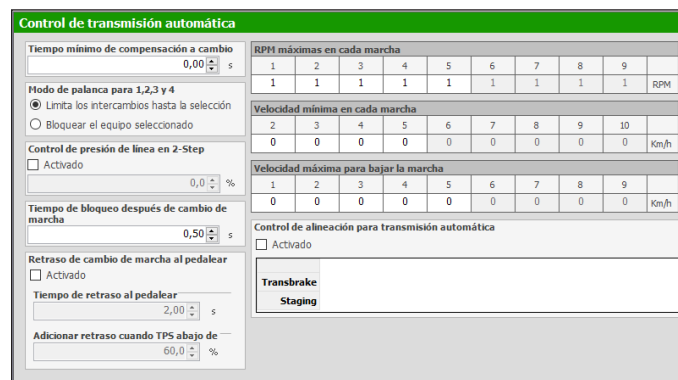 Control de transmisión automática
Tiempo mínimo de compensación a cambio
0,00 s
Modo de palanca para 1,2,3 y 4
Limita los intercambios hasta la selección
Bloquear el equipo seleccionado
Control de presión de línea en 2-Step
Activado
0,0 %
Tiempo de bloqueo después de cambio de
marcha
0,50 s
Retraso de cambio de marcha al pedalear
Activado
Tiempo de retraso al pedalear
2,00 s
Adicionar retraso cuando TPS abajo de
60,0 %
RPM máximas en cada marcha
1 2 3 4 5 6 7 8 9
1 1 1 1 1 1 1 1 1 RPM
Velocidad mínima en cada marcha
2 3 4 5 6 7 8 9 10
0 0 0 0 0 0 0 0 0 Km/h
Velocidad máxima para bajar la marcha
1 2 3 4 5 6 7 8 9
0 0 0 0 0 0 0 0 0 Km/h
Control de alineación para transmisión automática
Activado
Transbrake
Staging